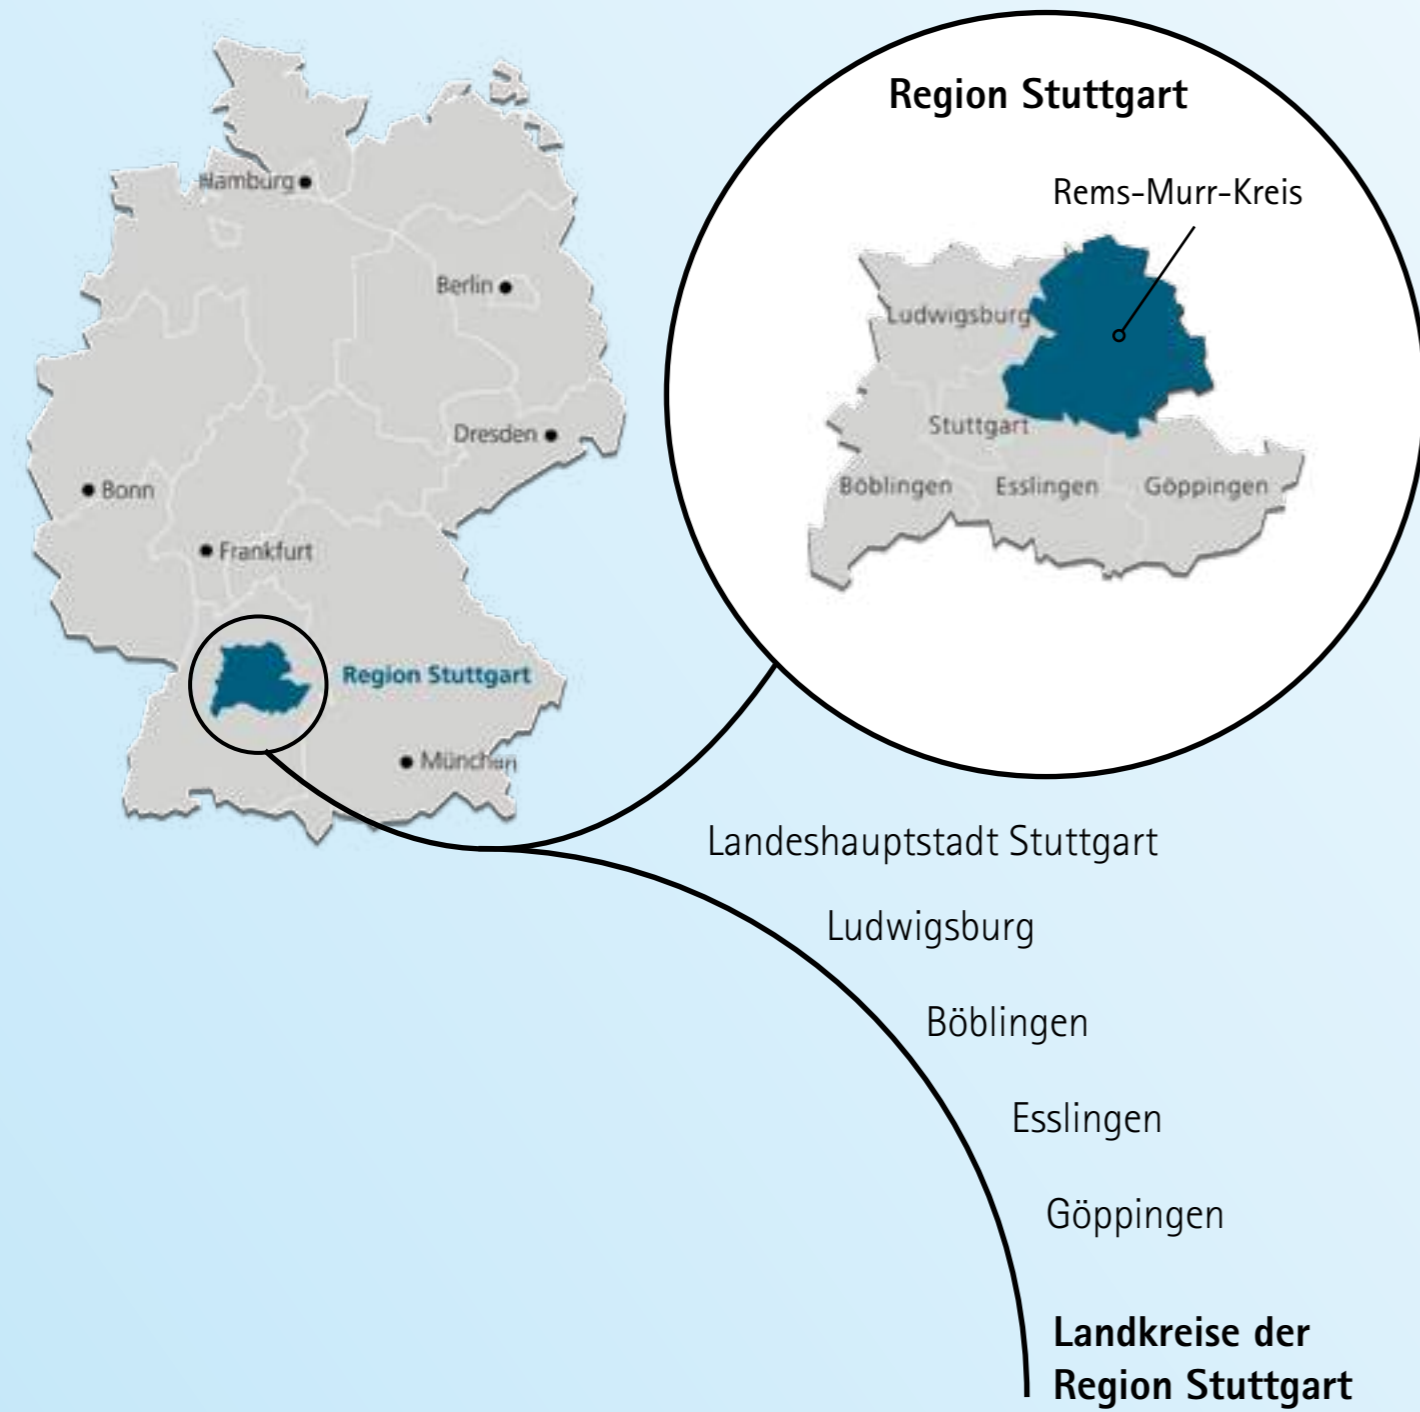 Region Stuttgart
Rems-Murr-Kreis
Ludwigsburg
Stuttgart
Böblingen
Esslingen
Göppingen
Hamburg
Berlin
Dresden
Bonn
Frankfurt
Region Stuttgart
München
Landeshauptstadt Stuttgart
Ludwigsburg
Böblingen
Esslingen
Göppingen
Landkreise der
Region Stuttgart